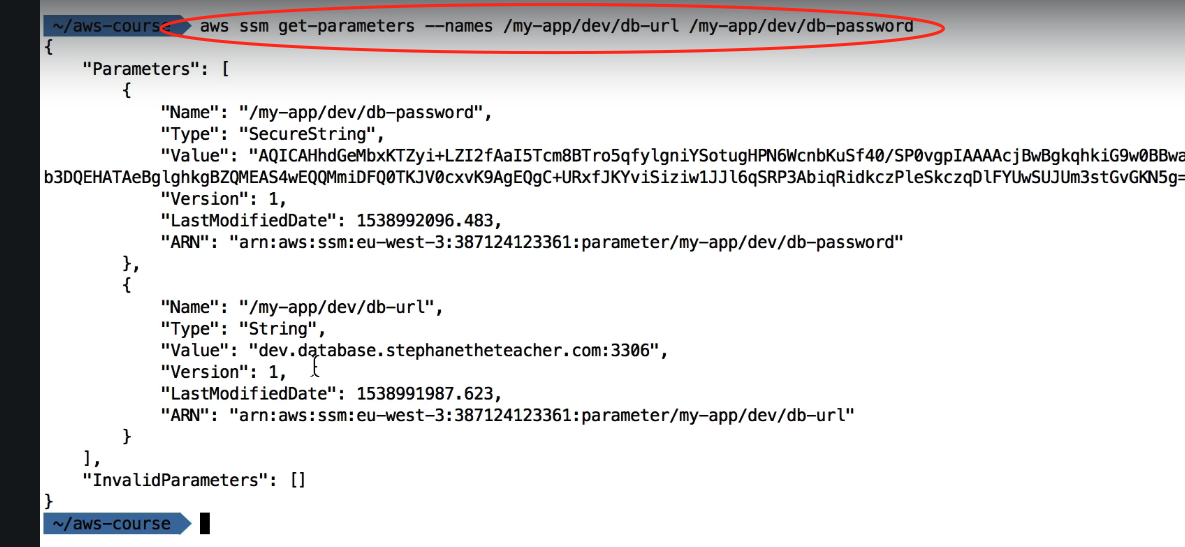 ~/aws-course aws ssm get-parameters --names /my-app/dev/db-url /my-app/dev/db-password
{
"Parameters": [
{
"Name": "/my-app/dev/db-password",
"Type": "SecureString",
"Value": "AQICAHhdGeMbxKTZyi+LZI2fAaI5Tcm8BTro5qfylgniYSotugHPN6WcnbKuSf40/SP0vgpIAAAAcjBwBgkqhkiG9w0BBwa
b3DQEHATAeBglghkgBZQMEAS4wEQQMmiDFQ0TKJV0cxvK9AgEQgC+URxfJKYviSiziw1JJl6qSRP3AbiqRidkczPleSkczqDlFYUwSUJUm3stGvGKN5g=
"Version": 1,
"LastModifiedDate": 1538992096.483,
"ARN": "arn:aws:ssm:eu-west-3:387124123361:parameter/my-app/dev/db-password"
},
{
"Name": "/my-app/dev/db-url",
"Type": "String",
"Value": "dev.database.stephanetheteacher.com:3306",
"Version": 1,
"LastModifiedDate": 1538991987.623,
"ARN": "arn:aws:ssm:eu-west-3:387124123361:parameter/my-app/dev/db-url"
}
],
"InvalidParameters": []
}
~/aws-course